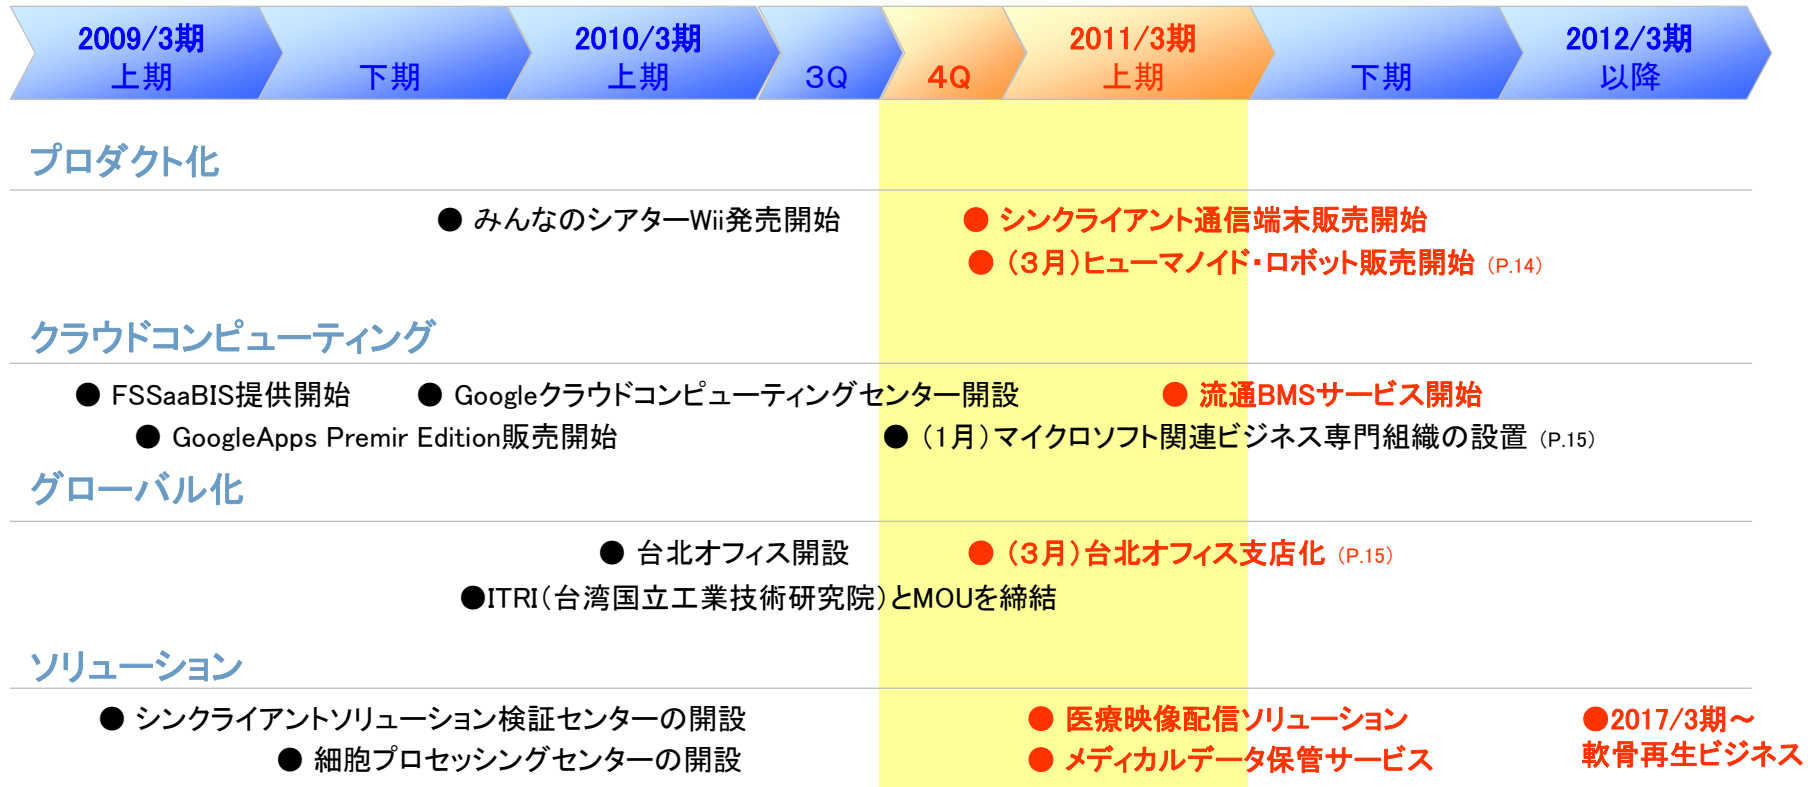 2009/3期 2010/3期 2011/3期 2012/3期
上期 下期 上期 3Q 4Q 上期 下期 以降
プロダクト化
● みんなのシアターWii発売開始 ● シンクライアント通信端末販売開始
● (3月)ヒューマノイド・ロボット販売開始 (P.14)
クラウドコンピューティング
● FSSaaBIS提供開始 ● Googleクラウドコンピューティングセンター開設 ● 流通BMSサービス開始
● GoogleApps Premir Edition販売開始 ● (1月)マイクロソフト関連ビジネス専門組織の設置 (P.15)
グローバル化
● 台北オフィス開設 ● (3月)台北オフィス支店化 (P.15)
●ITRI(台湾国立工業技術研究院)とMOUを締結
ソリューション
● シンクライアントソリューション検証センターの開設 ● 医療映像配信ソリューション ●2017/3期～
● 細胞プロセッシングセンターの開設 ● メディカルデータ保管サービス 軟骨再生ビジネス